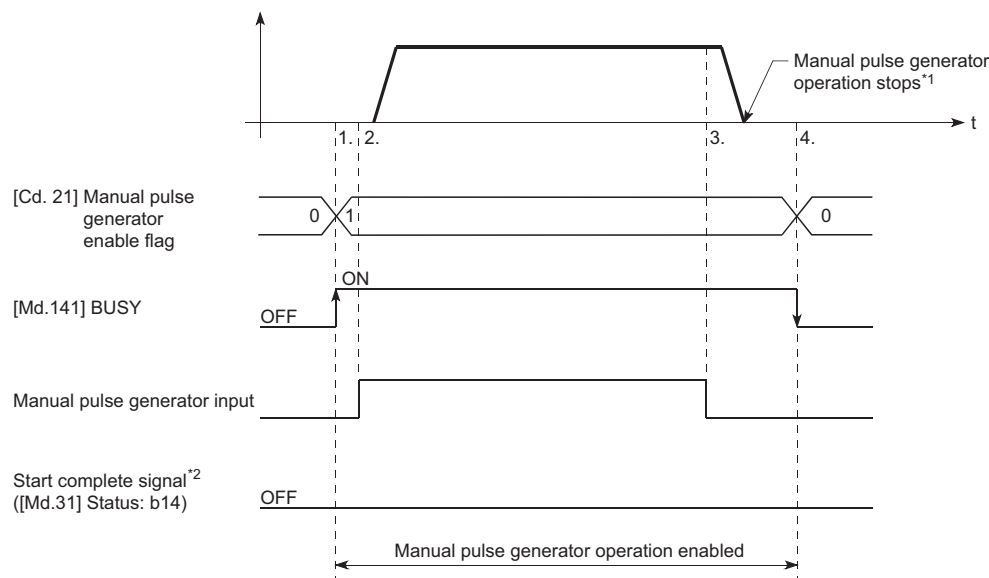 Manual pulse generator
operation stops*1
t
1. 2. 3. 4.
[Cd. 21] Manual pulse
generator
enable flag
0 1 0
ON
[Md.141] BUSY
OFF
Manual pulse generator input
Start complete signal*2
([Md.31] Status: b14)
OFF
Manual pulse generator operation enabled